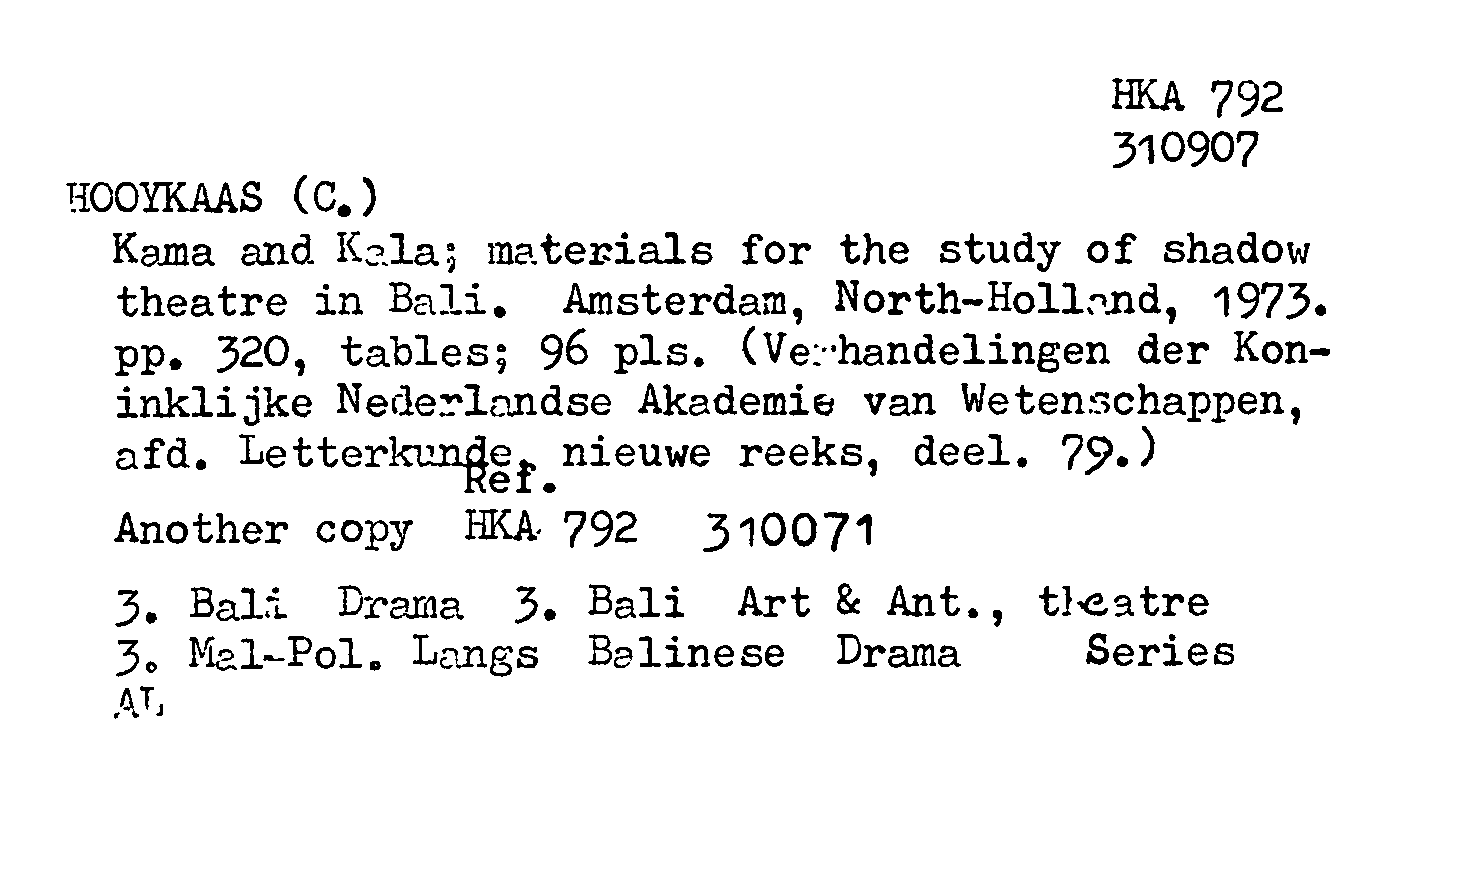 HKA 792
310907
HOOYKAAS (C.)
Kama and Kala; materials for the study of shadow
theatre in Bali. Amsterdam, North-Holland, 1973.
pp. 320, tables; 96 pls. (Verhandelingen der Kon-
inklijke Nederlandse Akademie van Wetenschappen,
afd. Letterkunde, nieuwe reeks, deel. 79.)
Ref.
Another copy HKA 792 310071
3. Bali Drama 3. Bali Art & Ant., theatre
3. Mal-Pol. Langs Balinese Drama Series
AL